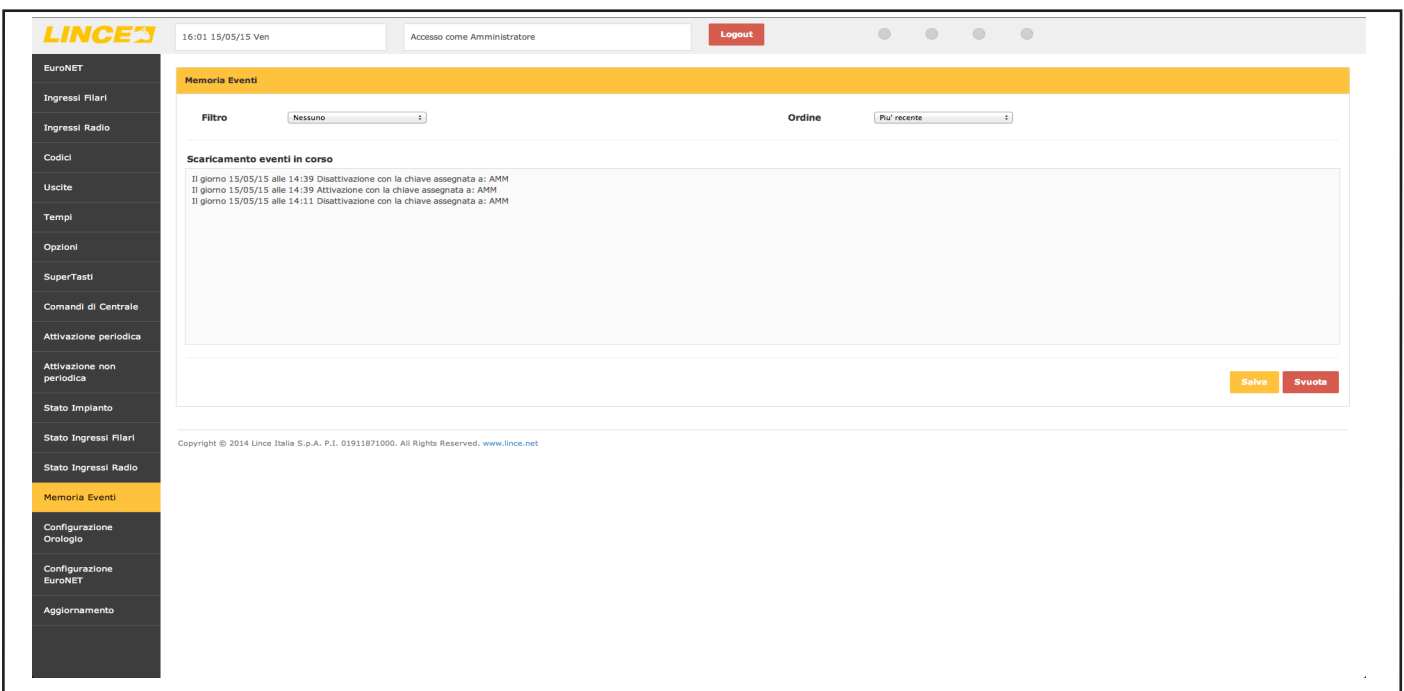 LINCE
16:01 15/05/15 Ven
Accesso come Amministratore
Logout
EuroNET
Ingressi Filari
Ingressi Radio
Codici
Uscite
Tempi
Opzioni
SuperTasti
Comandi di Centrale
Attivazione periodica
Attivazione non
periodica
Stato Impianto
Stato Ingressi Filari
Stato Ingressi Radio
Memoria Eventi
Configurazione
Orologio
Configurazione
EuroNET
Aggiornamento
Memoria Eventi
Filtro
Nessuno
Ordine
Piu' recente
Scaricamento eventi in corso
Il giorno 15/05/15 alle 14:39 Disattivazione con la chiave assegnata a: AMM
Il giorno 15/05/15 alle 14:39 Attivazione con la chiave assegnata a: AMM
Il giorno 15/05/15 alle 14:11 Disattivazione con la chiave assegnata a: AMM
Salva
Svuota
Copyright © 2014 Lince Italia S.p.A. P.I. 01911871000. All Rights Reserved. www.lince.net